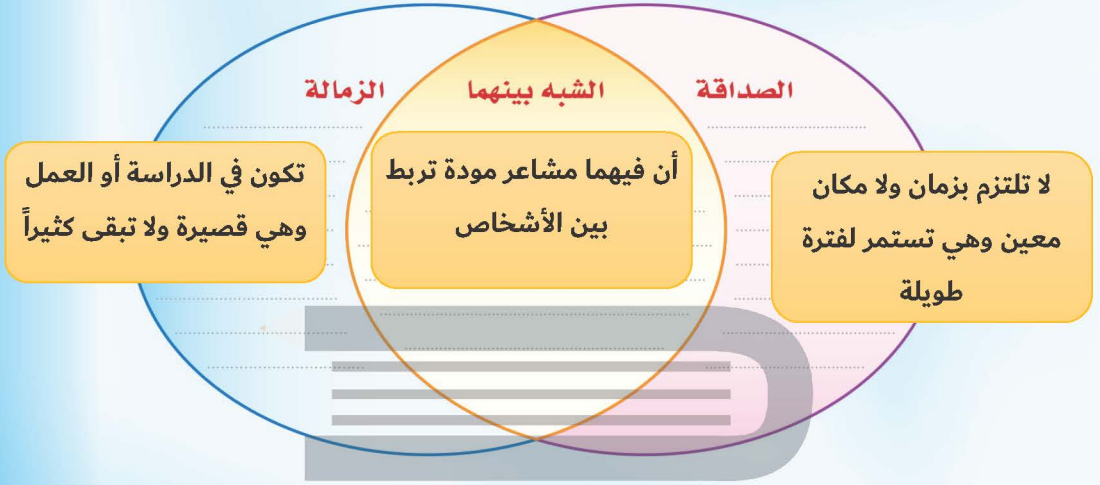 الصداقة
الشبه بينهما
الزمالة
لا تلتزم بزمان ولا مكان
معين وهي تستمر لفترة
طويلة
أن فيهما مشاعر مودة تربط
بين الأشخاص
تكون في الدراسة أو العمل
وهي قصيرة ولا تبقى كثيراً